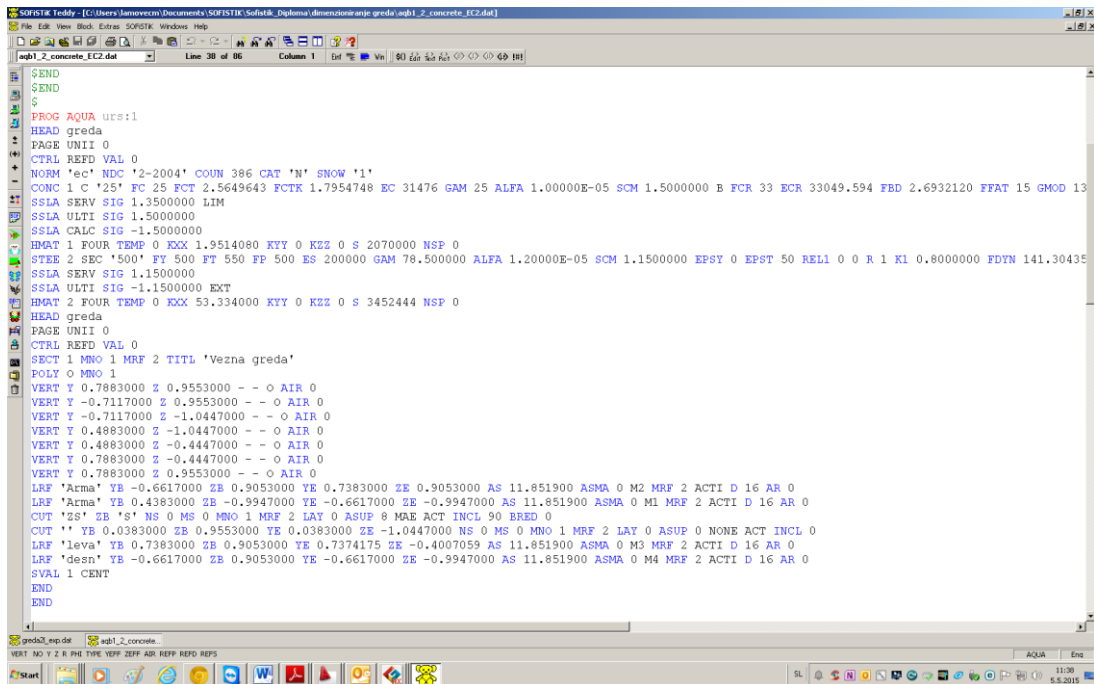 SOFiSTiK Teddy - [C:\Users\lamovecm\Documents\SOFISTIK\Sofistik_Diploma\dimenzioniranje greda\aqb1_2_concrete_EC2.dat]
File Edit View Block Extras SOFiSTiK Windows Help
aqb1_2_concrete_EC2.dat Line 38 of 86 Column 1
$END
$END
$
PROG AQUA urs:1
HEAD greda
PAGE UNII 0
CTRL REFD VAL 0
NORM 'ec' NDC '2-2004' COUN 386 CAT 'N' SNOW '1'
CONC 1 C '25' FC 25 FCT 2.5649643 FCTK 1.7954748 EC 31476 GAM 25 ALFA 1.00000E-05 SCM 1.5000000 B FCR 33 ECR 33049.594 FBD 2.6932120 FFAT 15 GMOD 13
SSLA SERV SIG 1.3500000 LIM
SSLA ULTI SIG 1.5000000
SSLA CALC SIG -1.5000000
HMAT 1 FOUR TEMP 0 KXX 1.9514080 KYY 0 KZZ 0 S 2070000 NSP 0
STEE 2 SEC '500' FY 500 FT 550 FP 500 ES 200000 GAM 78.500000 ALFA 1.20000E-05 SCM 1.1500000 EPSY 0 EPST 50 REL1 0 0 R 1 K1 0.8000000 FDYN 141.30435
SSLA SERV SIG 1.1500000
SSLA ULTI SIG -1.1500000 EXT
HMAT 2 FOUR TEMP 0 KXX 53.334000 KYY 0 KZZ 0 S 3452444 NSP 0
HEAD greda
PAGE UNII 0
CTRL REFD VAL 0
SECT 1 MNO 1 MRF 2 TITL 'Vezna greda'
POLY O MNO 1
VERT Y 0.7883000 Z 0.9553000 - - O AIR 0
VERT Y -0.7117000 Z 0.9553000 - - O AIR 0
VERT Y -0.7117000 Z -1.0447000 - - O AIR 0
VERT Y 0.4883000 Z -1.0447000 - - O AIR 0
VERT Y 0.4883000 Z -0.4447000 - - O AIR 0
VERT Y 0.7883000 Z -0.4447000 - - O AIR 0
VERT Y 0.7883000 Z 0.9553000 - - O AIR 0
LRF 'Arma' YB -0.6617000 ZB 0.9053000 YE 0.7383000 ZE 0.9053000 AS 11.851900 ASMA 0 M2 MRF 2 ACTI D 16 AR 0
LRF 'Arma' YB 0.4383000 ZB -0.9947000 YE -0.6617000 ZE -0.9947000 AS 11.851900 ASMA 0 M1 MRF 2 ACTI D 16 AR 0
CUT 'ZS' ZB 'S' NS 0 MS 0 MNO 1 MRF 2 LAY 0 ASUP 8 MAE ACT INCL 90 BRED 0
CUT '' YB 0.0383000 ZB 0.9553000 YE 0.0383000 ZE -1.0447000 NS 0 MS 0 MNO 1 MRF 2 LAY 0 ASUP 0 NONE ACT INCL 0
LRF 'leva' YB 0.7383000 ZB 0.9053000 YE 0.7374175 ZE -0.4007059 AS 11.851900 ASMA 0 M3 MRF 2 ACTI D 16 AR 0
LRF 'desn' YB -0.6617000 ZB 0.9053000 YE -0.6617000 ZE -0.9947000 AS 11.851900 ASMA 0 M4 MRF 2 ACTI D 16 AR 0
SVAL 1 CENT
END
END
greda2l_exp.dat aqb1_2_concrete...
VERT NO Y Z R PHI TYPE YEFF ZEFF AIR REFP REFD REFS AQUA Eng
Start SL 11:38
5.5.2015